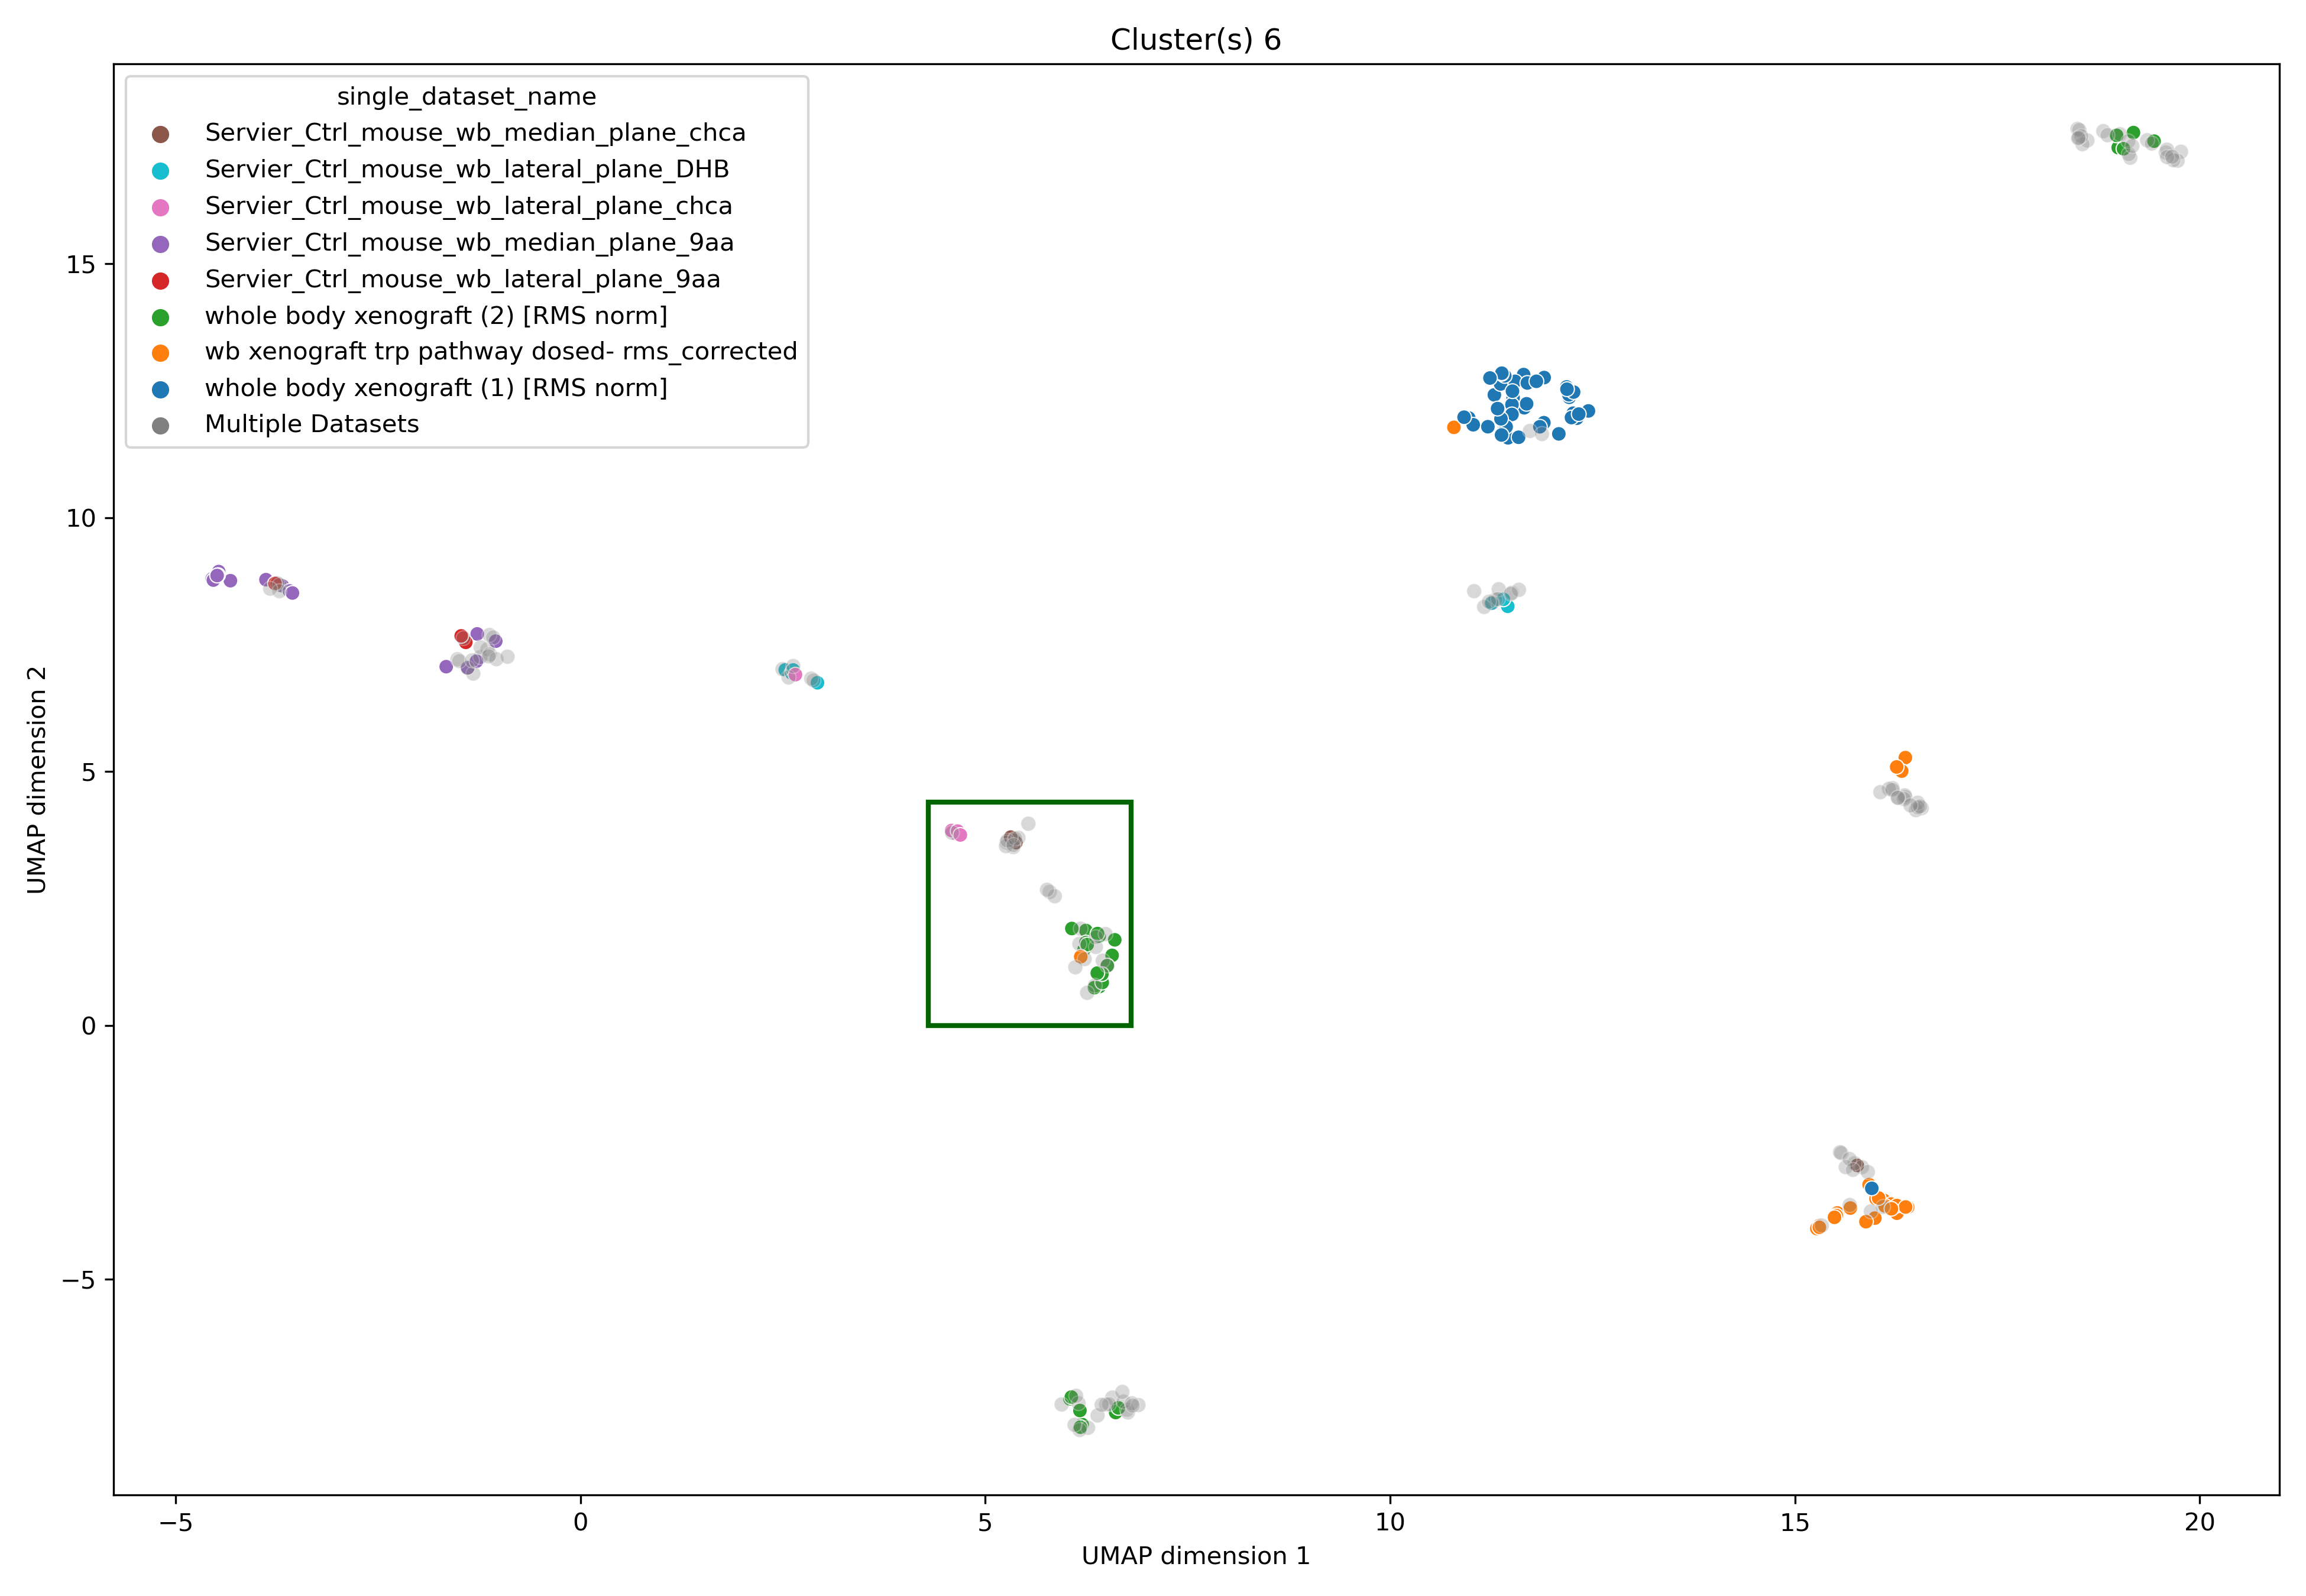 Cluster(s) 6
single_dataset_name
Servier_Ctrl_mouse_wb_median_plane_chca
Servier_Ctrl_mouse_wb_lateral_plane_DHB
Servier_Ctrl_mouse_wb_lateral_plane_chca
Servier_Ctrl_mouse_wb_median_plane_9aa
Servier_Ctrl_mouse_wb_lateral_plane_9aa
whole body xenograft (2) [RMS norm]
wb xenograft trp pathway dosed- rms_corrected
whole body xenograft (1) [RMS norm]
Multiple Datasets
15
10
5
0
−5
UMAP dimension 2
−5
0
5
10
15
20
UMAP dimension 1